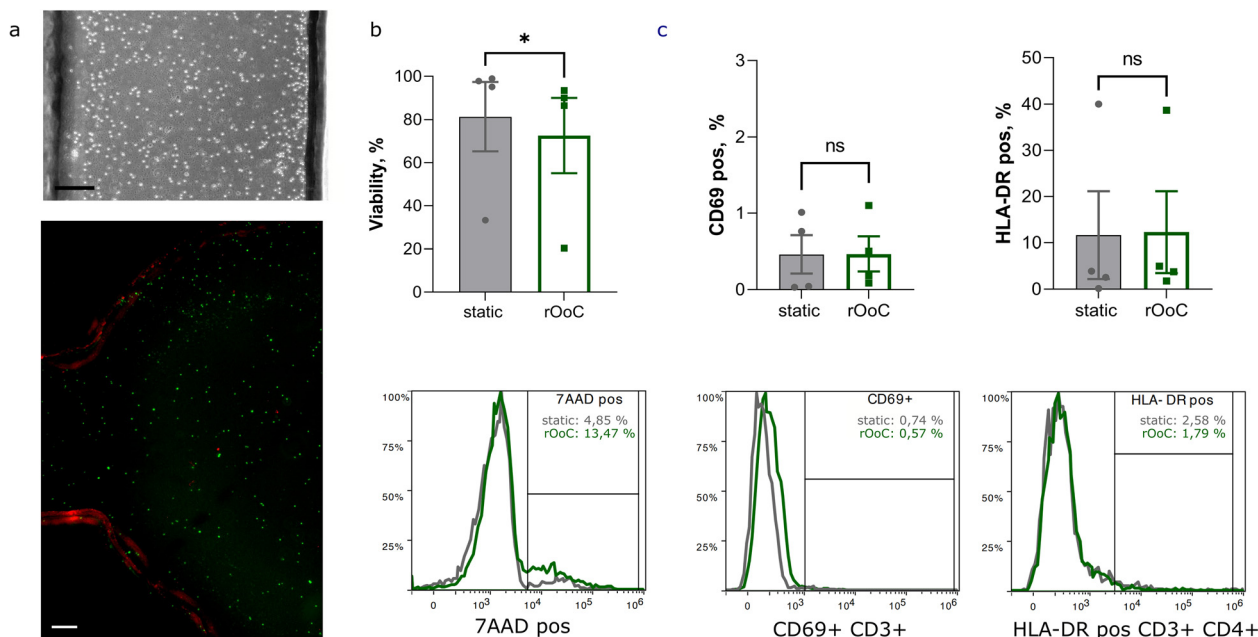 a
b
c
*
Viability, %
100
80
60
40
20
0
static
rOoC
ns
CD69 pos, %
3
2
1
0
static
rOoC
ns
HLA-DR pos, %
50
40
30
20
10
0
static
rOoC
100%
75%
50%
25%
7AAD pos
static: 4,85 %
rOoC: 13,47 %
0
10³
10⁴
10⁵
10⁶
7AAD pos
100%
75%
50%
25%
CD69+
static: 0,74 %
rOoC: 0,57 %
0
10³
10⁴
10⁵
10⁶
CD69+ CD3+
100%
75%
50%
25%
HLA- DR pos
static: 2,58 %
rOoC: 1,79 %
0
10³
10⁴
10⁵
10⁶
HLA-DR pos CD3+ CD4+